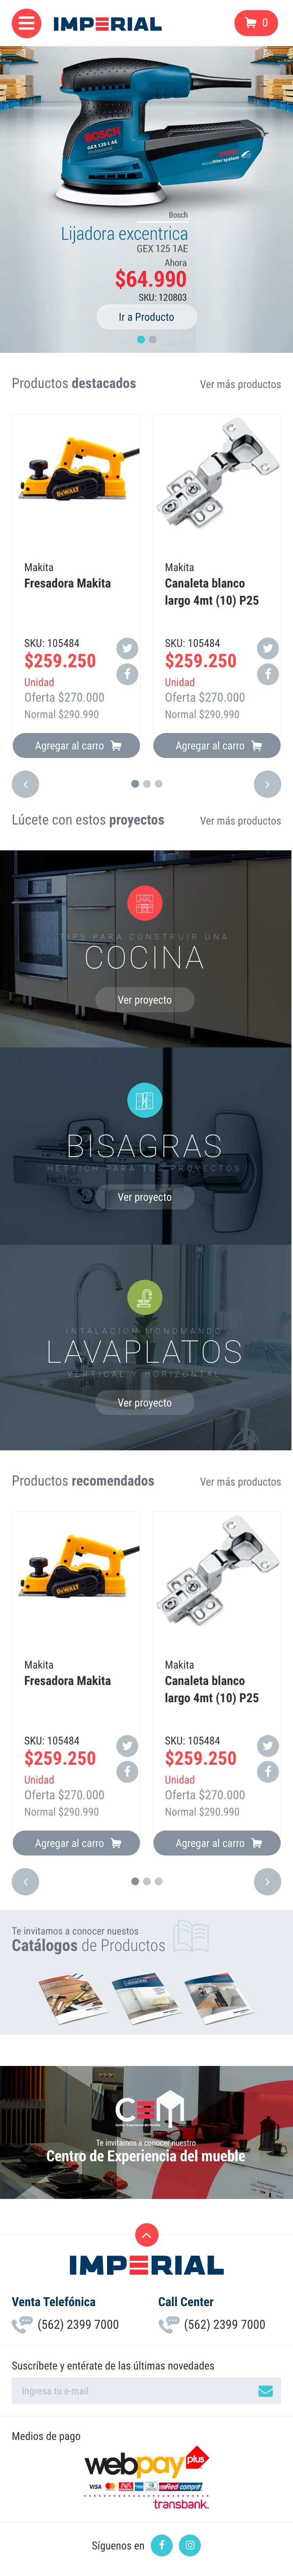 IMPERIAL
0
BOSCH
GEX 125-1 AE
Professional
microfiltersystem
Bosch
Lijadora excentrica
GEX 125 1AE
Ahora
$64.990
SKU: 120803
Ir a Producto
Productos destacados
Ver más productos
DEWALT
Makita
Fresadora Makita
SKU: 105484
$259.250
Unidad
Oferta $270.000
Normal $290.990
Agregar al carro
Makita
Canaleta blanco
largo 4mt (10) P25
SKU: 105484
$259.250
Unidad
Oferta $270.000
Normal $290.990
Agregar al carro
Lúcete con estos proyectos
Ver más productos
TIPS PARA CONSTRUIR UNA
COCINA
Ver proyecto
BISAGRAS
HETTICH PARA TUS PROYECTOS
Hettich
Ver proyecto
INTALACIÓN MONOMANDO
LAVAPLATOS
VERTICAL Y HORIZONTAL
Ver proyecto
Productos recomendados
Ver más productos
DEWALT
Makita
Fresadora Makita
SKU: 105484
$259.250
Unidad
Oferta $270.000
Normal $290.990
Agregar al carro
Makita
Canaleta blanco
largo 4mt (10) P25
SKU: 105484
$259.250
Unidad
Oferta $270.000
Normal $290.990
Agregar al carro
Te invitamos a conocer nuestos
Catálogos de Productos
CEM
Te invitamos a conocer nuestro
Centro de Experiencia del mueble
IMPERIAL
Venta Telefónica
(562) 2399 7000
Call Center
(562) 2399 7000
Suscríbete y entérate de las últimas novedades
Ingresa tu e-mail
Medios de pago
webpay plus
VISA
Redcompra
transbank.
Síguenos en